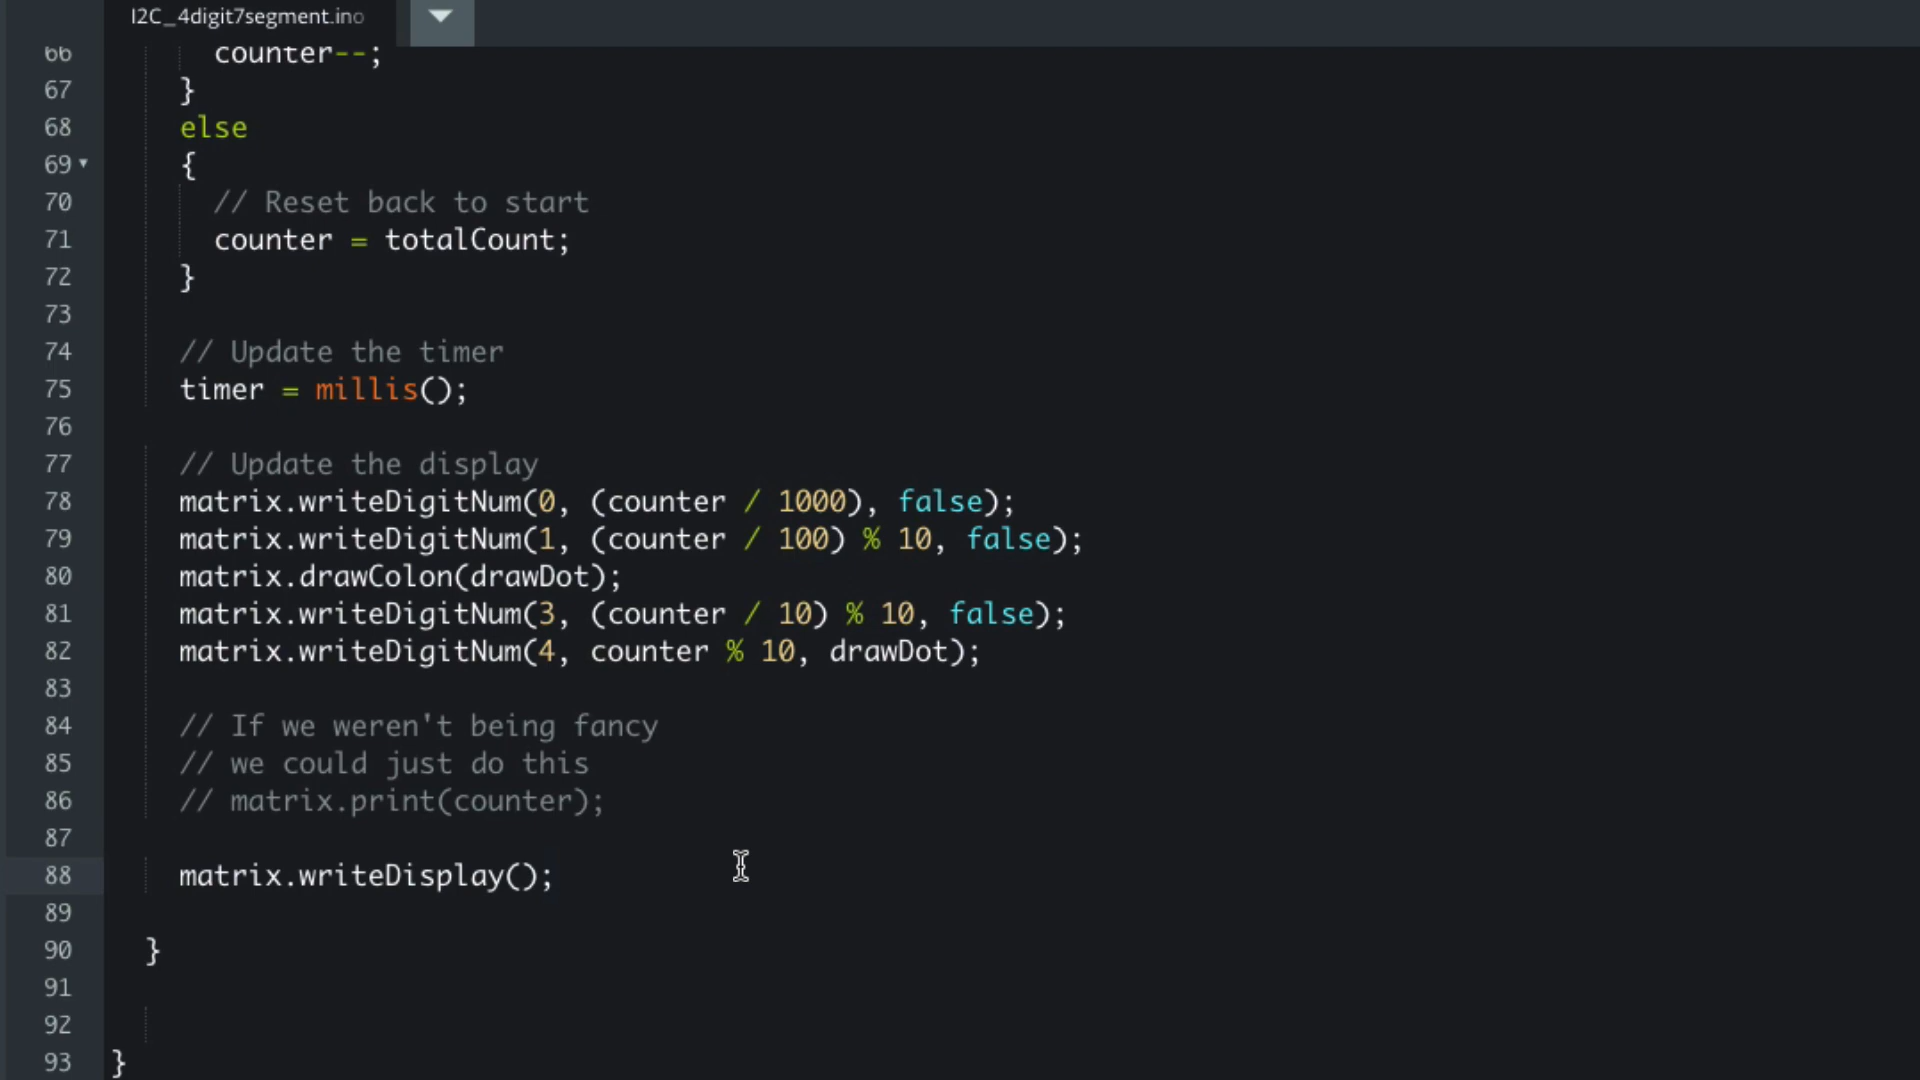 I2C_4digit7segment.ino
66 counter--;
67 }
68 else
69 {
70 // Reset back to start
71 counter = totalCount;
72 }
73
74 // Update the timer
75 timer = millis();
76
77 // Update the display
78 matrix.writeDigitNum(0, (counter / 1000), false);
79 matrix.writeDigitNum(1, (counter / 100) % 10, false);
80 matrix.drawColon(drawDot);
81 matrix.writeDigitNum(3, (counter / 10) % 10, false);
82 matrix.writeDigitNum(4, counter % 10, drawDot);
83
84 // If we weren't being fancy
85 // we could just do this
86 // matrix.print(counter);
87
88 matrix.writeDisplay();
89
90 }
91
92
93 }